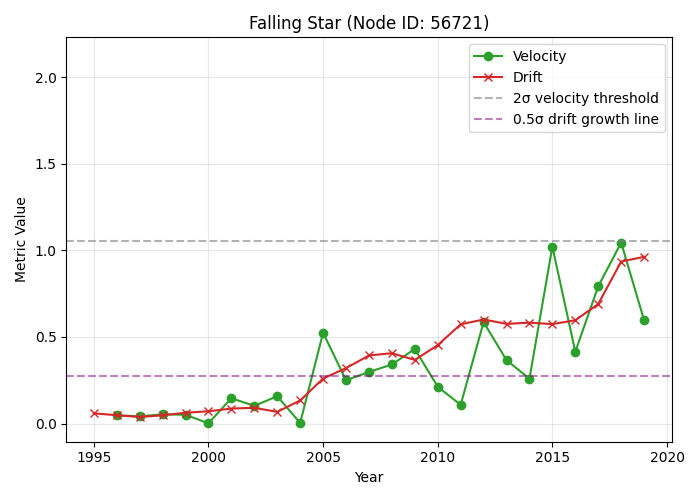 Falling Star (Node ID: 56721)
Velocity
Drift
2σ velocity threshold
0.5σ drift growth line
Metric Value
2.0
1.5
1.0
0.5
0.0
1995 2000 2005 2010 2015 2020
Year